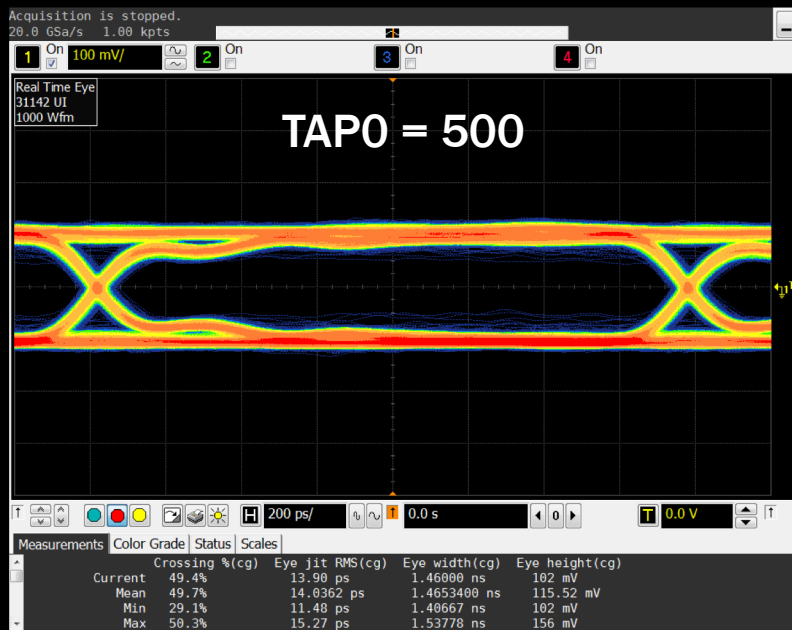 Acquisition is stopped.
20.0 GSa/s 1.00 kpts
1 On 100 mV/ 2 On 3 On 4 On
Real Time Eye
31142 UI
1000 Wfm
TAP0 = 500
H 200 ps/ 0.0 s 0 T 0.0 V
Measurements Color Grade Status Scales
Crossing %(cg) Eye jit RMS(cg) Eye width(cg) Eye height(cg)
Current 49.4% 13.90 ps 1.46000 ns 102 mV
Mean 49.7% 14.0362 ps 1.4653400 ns 115.52 mV
Min 29.1% 11.48 ps 1.40667 ns 102 mV
Max 50.3% 15.27 ps 1.53778 ns 156 mV